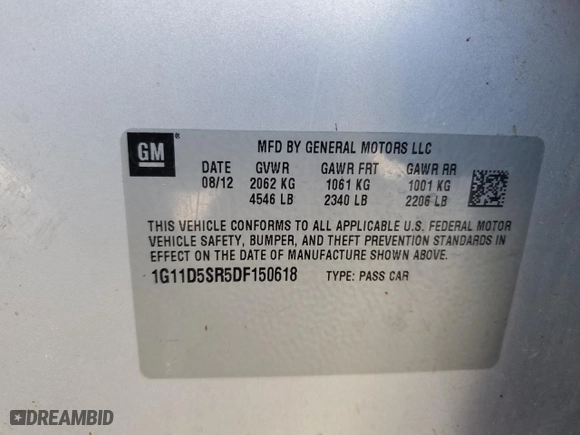 GM ®
MFD BY GENERAL MOTORS LLC
DATE GVWR GAWR FRT GAWR RR
08/12 2062 KG 1061 KG 1001 KG
4546 LB 2340 LB 2206 LB
THIS VEHICLE CONFORMS TO ALL APPLICABLE U.S. FEDERAL MOTOR
VEHICLE SAFETY, BUMPER, AND THEFT PREVENTION STANDARDS IN
EFFECT ON THE DATE OF MANUFACTURE SHOWN ABOVE.
1G11D5SR5DF150618 TYPE: PASS CAR
DREAMBID